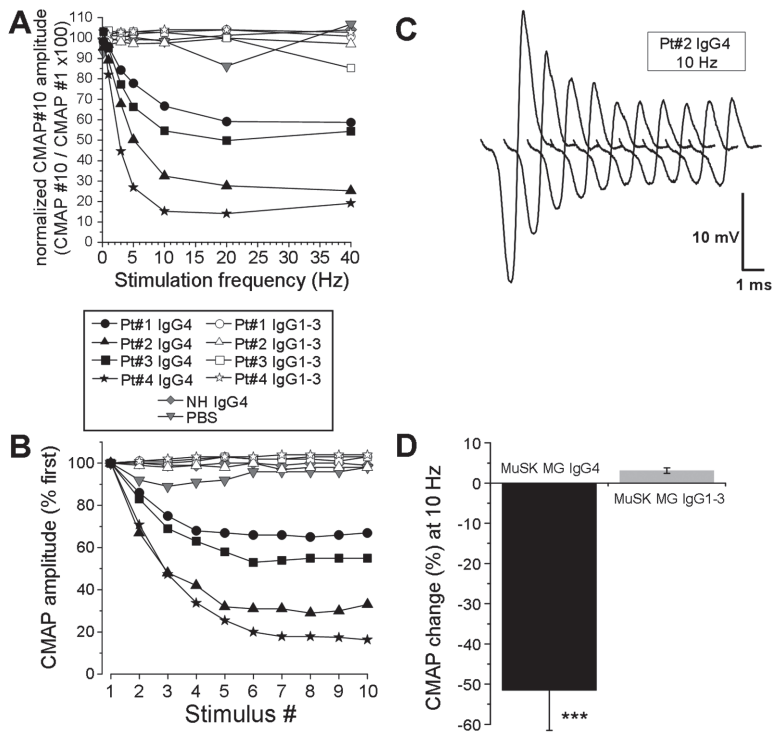 A
normalized CMAP#10 amplitude
(CMAP #10 / CMAP #1 x100)
110
100
90
80
70
60
50
40
30
20
10
0
0 5 10 15 20 25 30 35 40
Stimulation frequency (Hz)
Pt#1 IgG4 Pt#1 IgG1-3
Pt#2 IgG4 Pt#2 IgG1-3
Pt#3 IgG4 Pt#3 IgG1-3
Pt#4 IgG4 Pt#4 IgG1-3
NH IgG4
PBS
B
CMAP amplitude (% first)
100
80
60
40
20
0
1 2 3 4 5 6 7 8 9 10
Stimulus #
C
Pt#2 IgG4
10 Hz
10 mV
1 ms
D
CMAP change (%) at 10 Hz
10
0
-10
-20
-30
-40
-50
-60
MuSK MG IgG4
MuSK MG IgG1-3
***